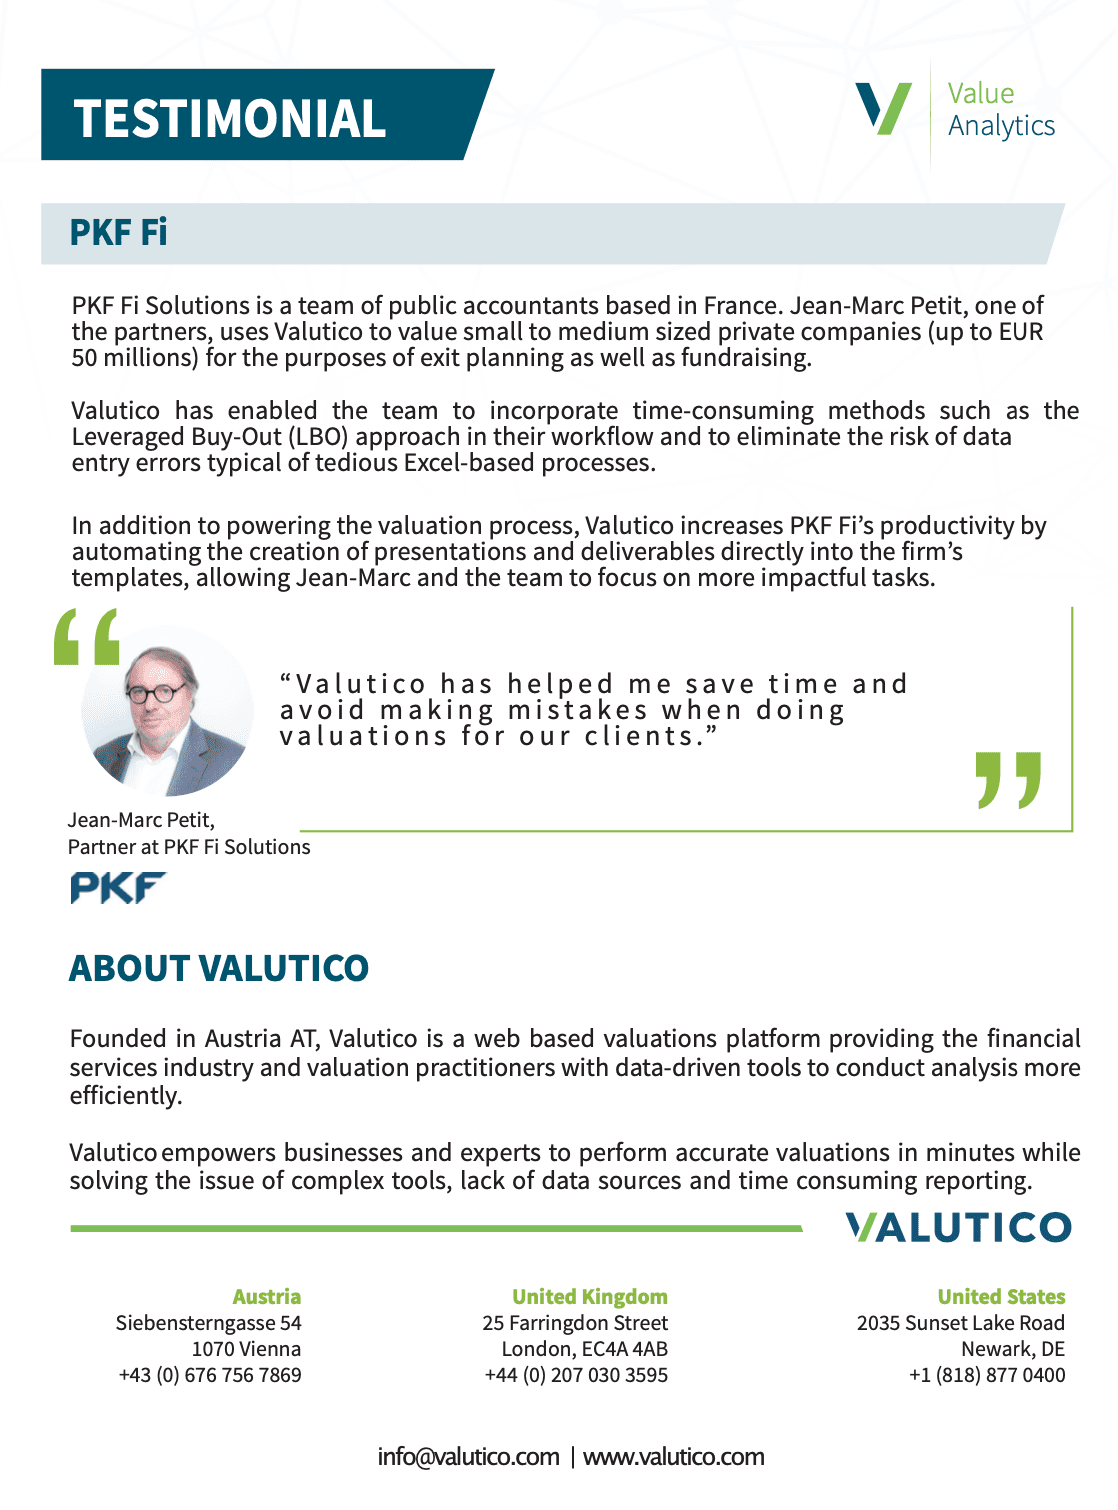 TESTIMONIAL
Value
Analytics
PKF Fi
PKF Fi Solutions is a team of public accountants based in France. Jean-Marc Petit, one of
the partners, uses Valutico to value small to medium sized private companies (up to EUR
50 millions) for the purposes of exit planning as well as fundraising.
Valutico has enabled the team to incorporate time-consuming methods such as the
Leveraged Buy-Out (LBO) approach in their workflow and to eliminate the risk of data
entry errors typical of tedious Excel-based processes.
In addition to powering the valuation process, Valutico increases PKF Fi’s productivity by
automating the creation of presentations and deliverables directly into the firm’s
templates, allowing Jean-Marc and the team to focus on more impactful tasks.
“Valutico has helped me save time and
avoid making mistakes when doing
valuations for our clients.”
Jean-Marc Petit,
Partner at PKF Fi Solutions
PKF
ABOUT VALUTICO
Founded in Austria AT, Valutico is a web based valuations platform providing the financial
services industry and valuation practitioners with data-driven tools to conduct analysis more
efficiently.
Valutico empowers businesses and experts to perform accurate valuations in minutes while
solving the issue of complex tools, lack of data sources and time consuming reporting.
VALUTICO
Austria
Siebensterngasse 54
1070 Vienna
+43 (0) 676 756 7869
United Kingdom
25 Farringdon Street
London, EC4A 4AB
+44 (0) 207 030 3595
United States
2035 Sunset Lake Road
Newark, DE
+1 (818) 877 0400
info@valutico.com | www.valutico.com